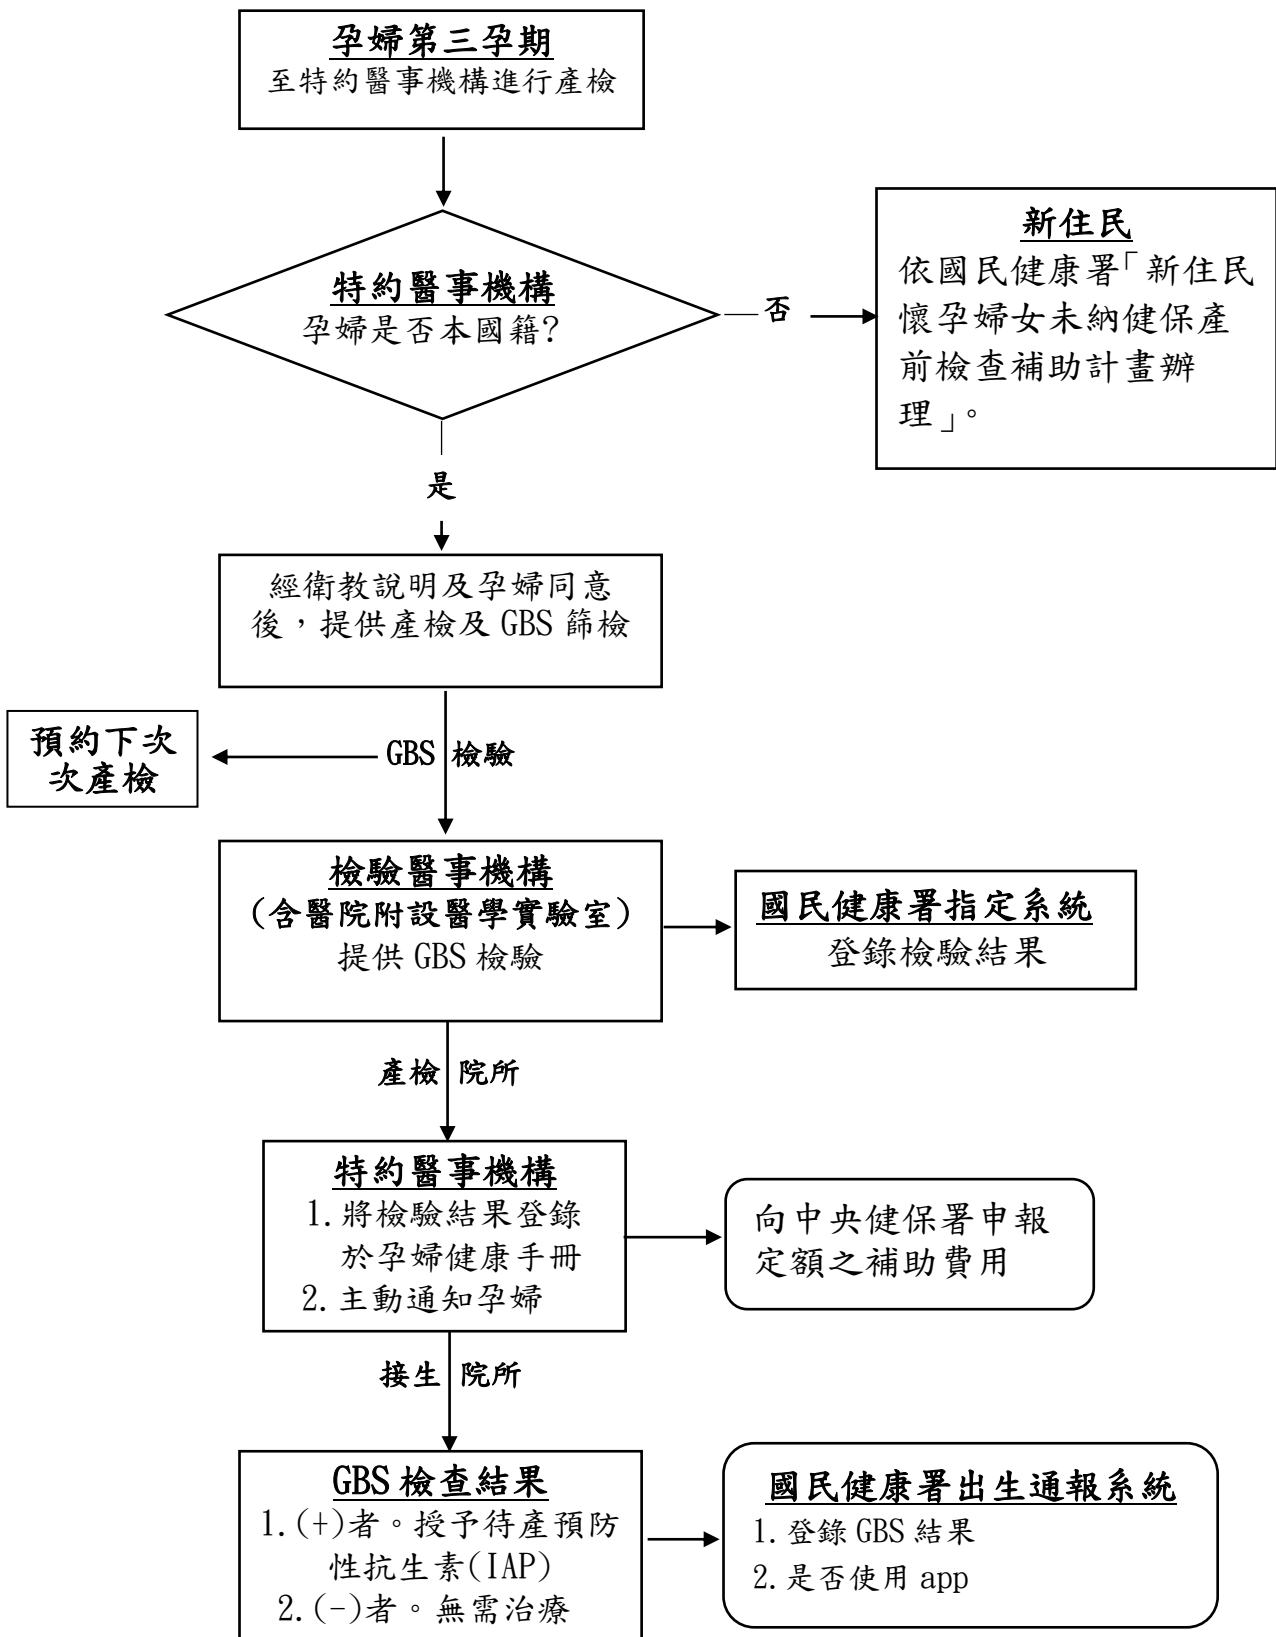 孕婦第三孕期
至特約醫事機構進行產檢
特約醫事機構
孕婦是否本國籍?
否
新住民
依國民健康署「新住民
懷孕婦女未納健保產
前檢查補助計畫辦
理」。
是
經衛教說明及孕婦同意
後，提供產檢及 GBS 篩檢
預約下次
次產檢
GBS 檢驗
檢驗醫事機構
(含醫院附設醫學實驗室)
提供 GBS 檢驗
國民健康署指定系統
登錄檢驗結果
產檢 院所
特約醫事機構
1. 將檢驗結果登錄
於孕婦健康手冊
2. 主動通知孕婦
向中央健保署申報
定額之補助費用
接生 院所
GBS 檢查結果
1. (+)者。授予待產預防
性抗生素(IAP)
2. (-)者。無需治療
國民健康署出生通報系統
1. 登錄 GBS 結果
2. 是否使用 app